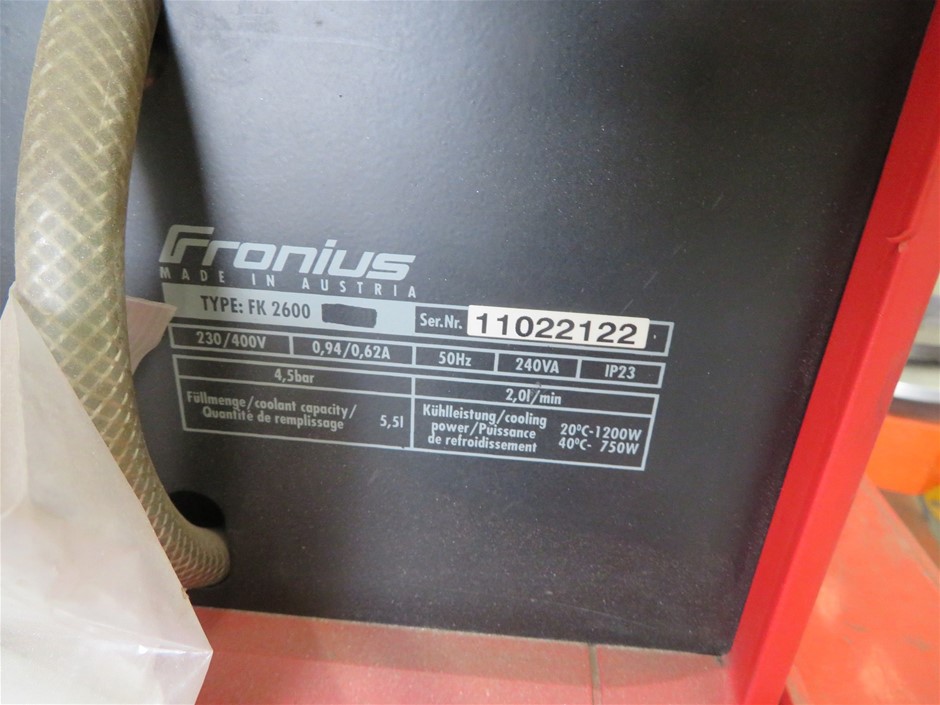 Fronius
MADE IN AUSTRIA
TYPE: FK 2600 Ser.Nr. 11022122
230/400V 0,94/0,62A 50Hz 240VA IP23
4,5bar 2,0l/min
Füllmenge/coolant capacity/
Quantité de remplissage 5,5l
Kühlleistung/cooling
power/Puissance 20ºC-1200W
de refroidissement 40ºC- 750W